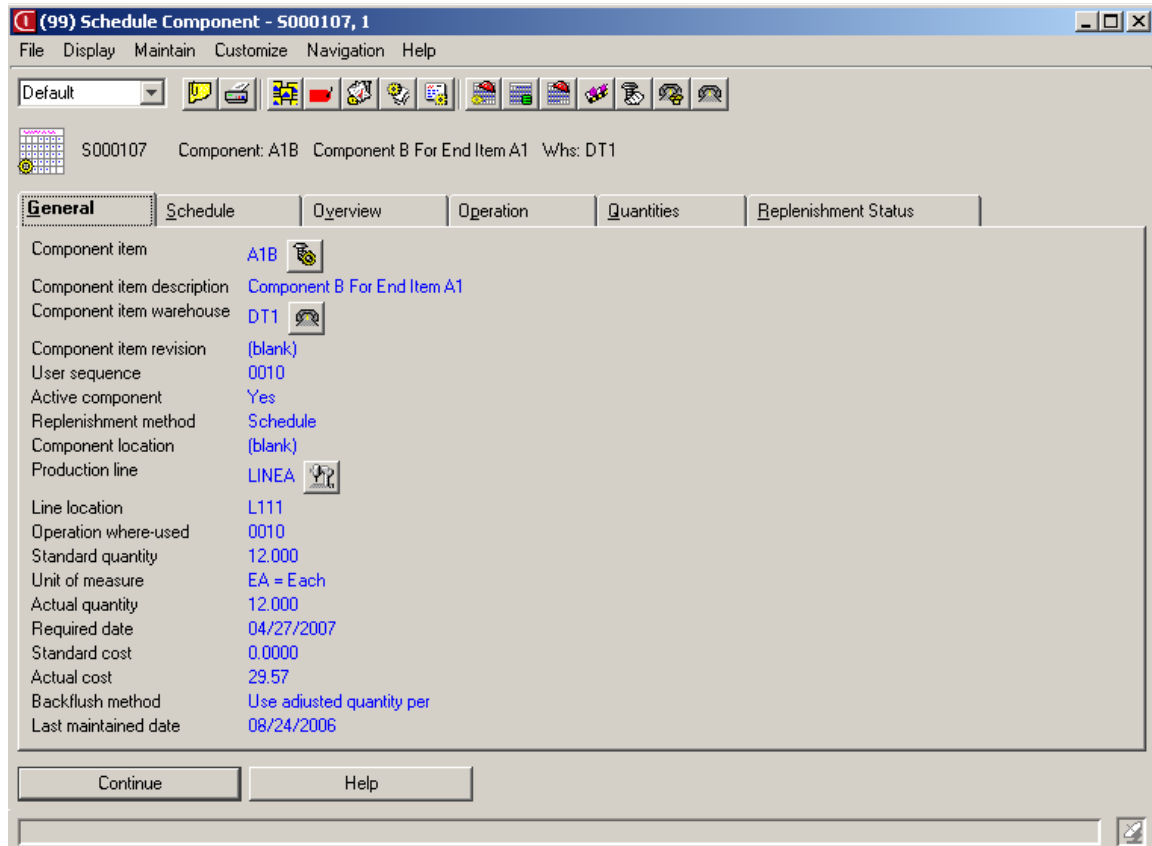 (99) Schedule Component - S000107, 1
File Display Maintain Customize Navigation Help
Default
S000107 Component: A1B Component B For End Item A1 Whs: DT1
General Schedule Overview Operation Quantities Replenishment Status
Component item A1B
Component item description Component B For End Item A1
Component item warehouse DT1
Component item revision (blank)
User sequence 0010
Active component Yes
Replenishment method Schedule
Component location (blank)
Production line LINEA
Line location L111
Operation where-used 0010
Standard quantity 12.000
Unit of measure EA = Each
Actual quantity 12.000
Required date 04/27/2007
Standard cost 0.0000
Actual cost 29.57
Backflush method Use adjusted quantity per
Last maintained date 08/24/2006
Continue Help